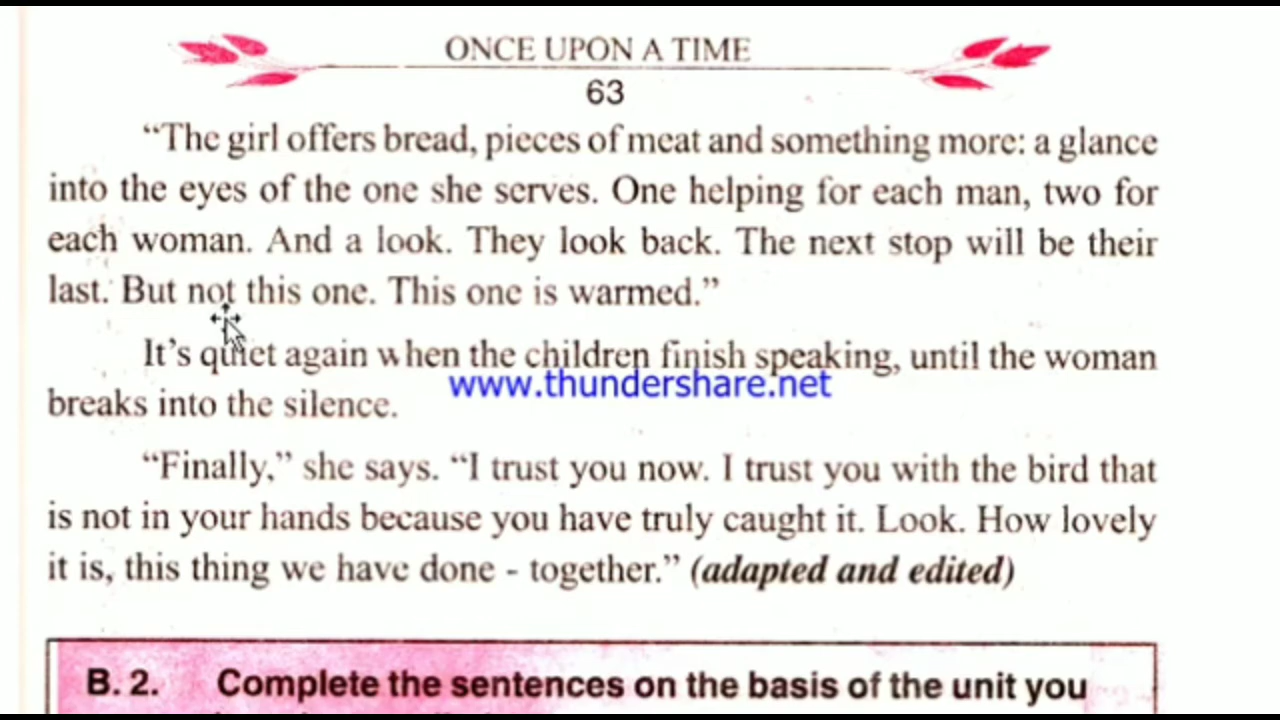 ONCE UPON A TIME
63
“The girl offers bread, pieces of meat and something more: a glance
into the eyes of the one she serves. One helping for each man, two for
each woman. And a look. They look back. The next stop will be their
last. But not this one. This one is warmed.”
It’s quiet again when the children finish speaking, until the woman
www.thundershare.net
breaks into the silence.
“Finally,” she says. “I trust you now. I trust you with the bird that
is not in your hands because you have truly caught it. Look. How lovely
it is, this thing we have done - together.” (adapted and edited)
B. 2. Complete the sentences on the basis of the unit you